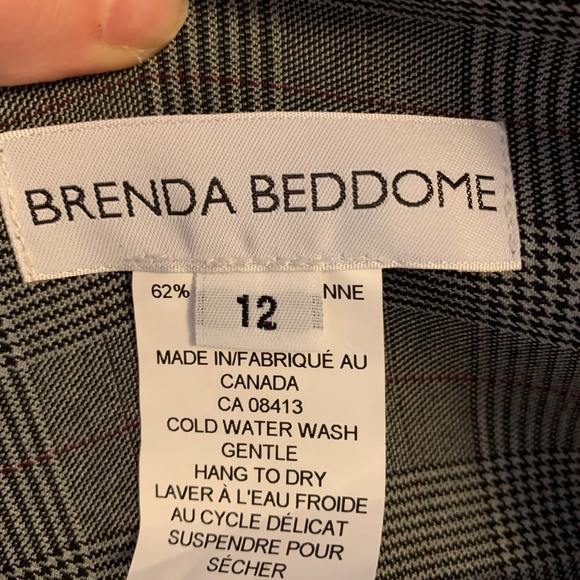 BRENDA BEDDOME
62% NNE
12
MADE IN/FABRIQUÉ AU
CANADA
CA 08413
COLD WATER WASH
GENTLE
HANG TO DRY
LAVER À L'EAU FROIDE
AU CYCLE DÉLICAT
SUSPENDRE POUR
SÉCHER